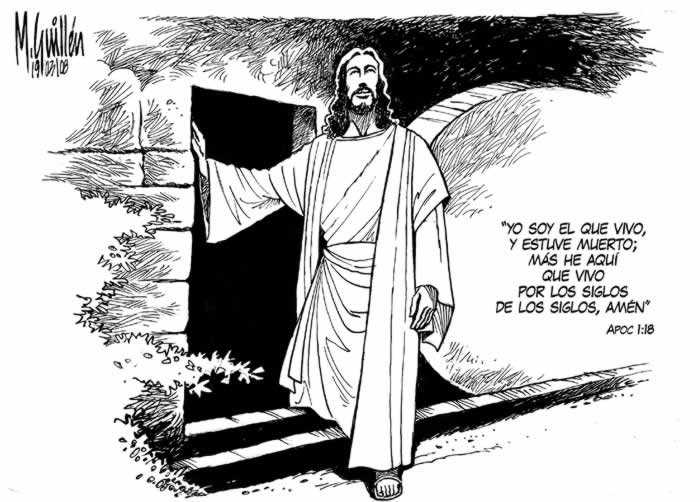 M. Guillén
19/03/08
"YO SOY EL QUE VIVO,
Y ESTUVE MUERTO;
MÁS HE AQUÍ
QUE VIVO
POR LOS SIGLOS
DE LOS SIGLOS, AMÉN"
APOC 1:18